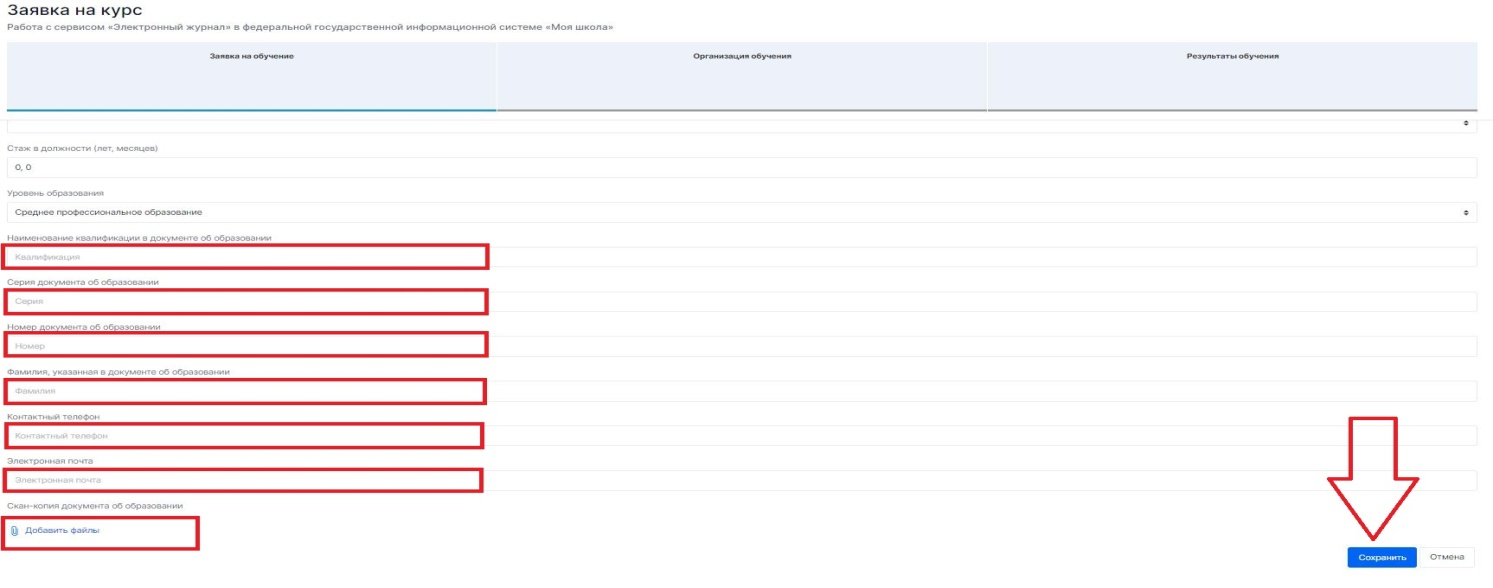 Заявка на курс
Работа с сервисом «Электронный журнал» в федеральной государственной информационной системе «Моя школа»
Заявка на обучение
Организация обучения
Результаты обучения
Стаж в должности (лет, месяцев)
0, 0
Уровень образования
Среднее профессиональное образование
Наименование квалификации в документе об образовании
Квалификация
Серия документа об образовании
Серия
Номер документа об образовании
Номер
Фамилия, указанная в документе об образовании
Фамилия
Контактный телефон
Контактный телефон
Электронная почта
Электронная почта
Скан-копия документа об образовании
Добавить файлы
Сохранить Отмена